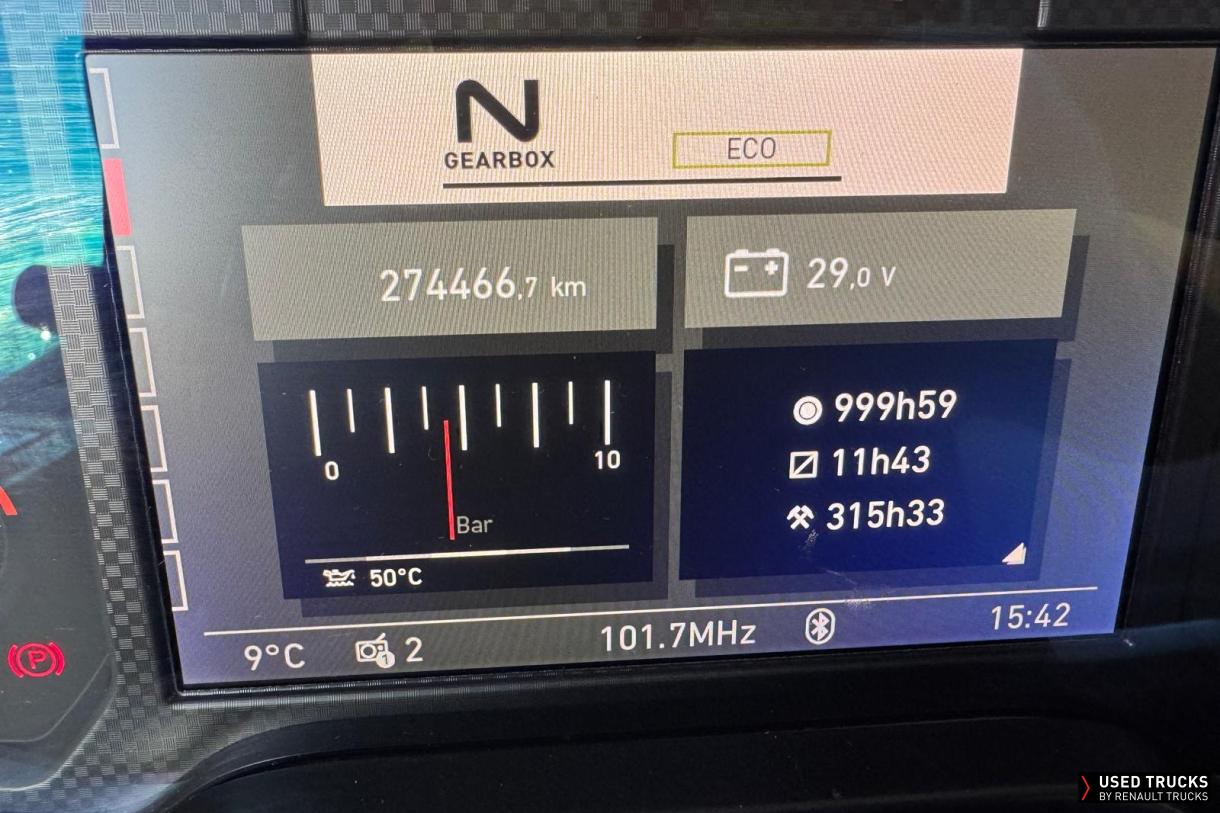 N
GEARBOX
ECO
274466,7 km
29,0 V
999h59
11h43
315h33
0
10
Bar
50°C
9°C
1
2
101.7MHz
15:42
P
USED TRUCKS
BY RENAULT TRUCKS